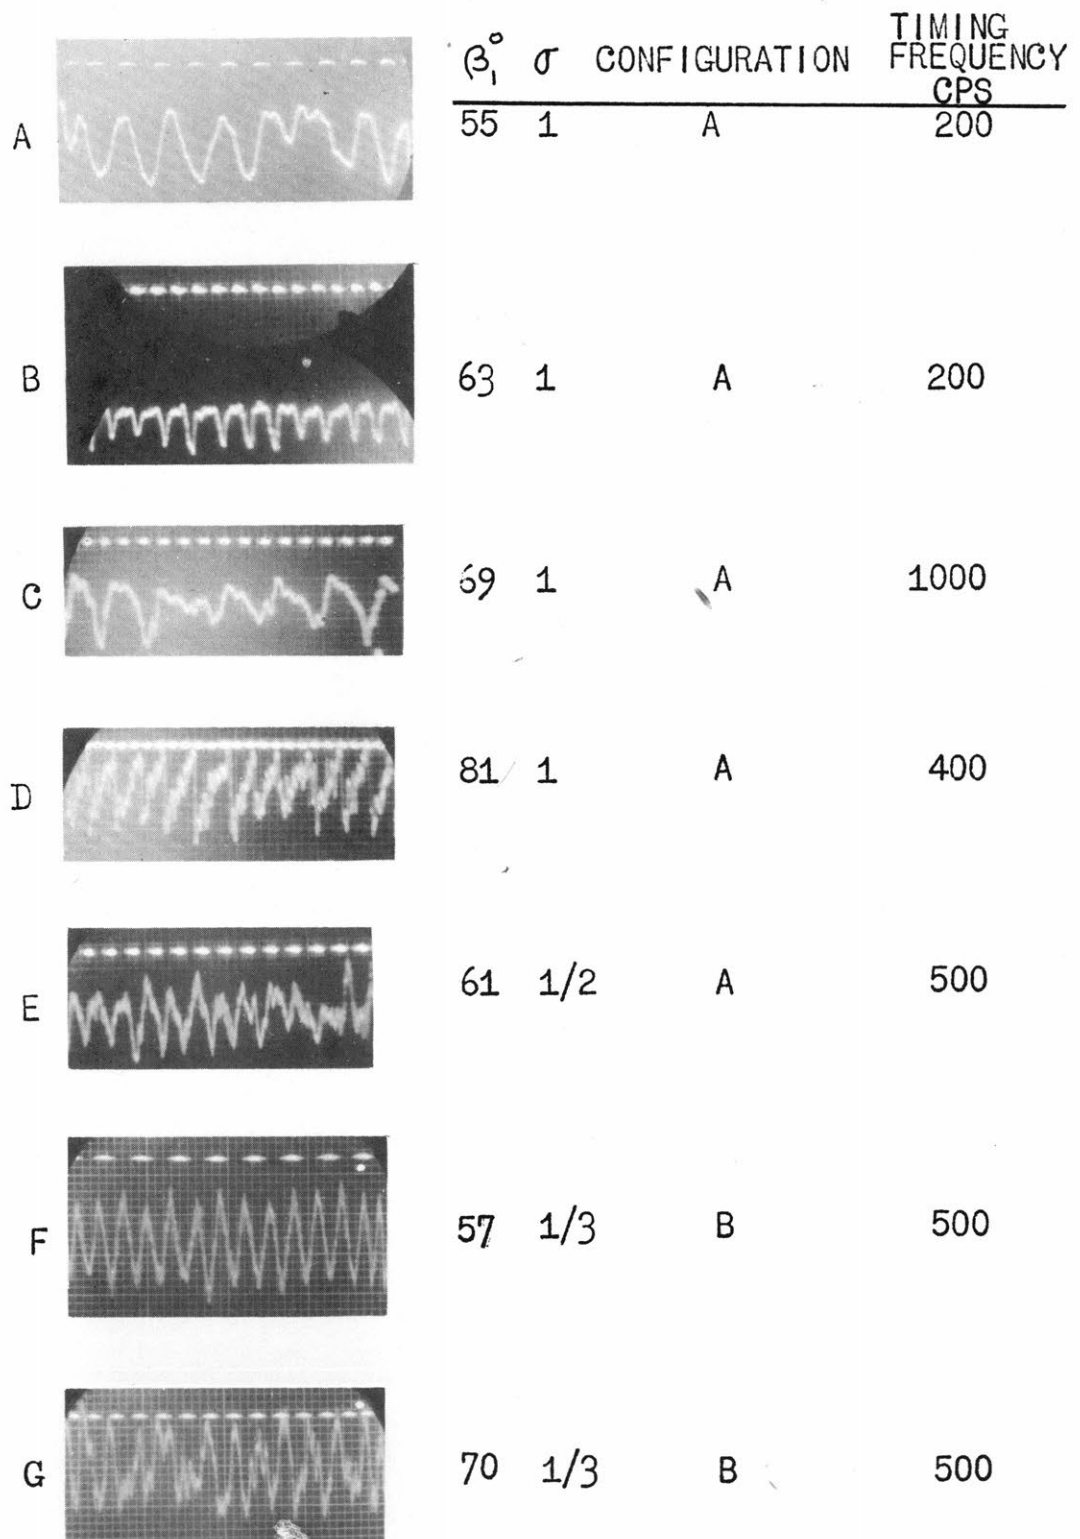 TIMING
β₁° σ CONFIGURATION FREQUENCY
CPS
A 55 1 A 200
B 63 1 A 200
C 69 1 A 1000
D 81 1 A 400
E 61 1/2 A 500
F 57 1/3 B 500
G 70 1/3 B 500